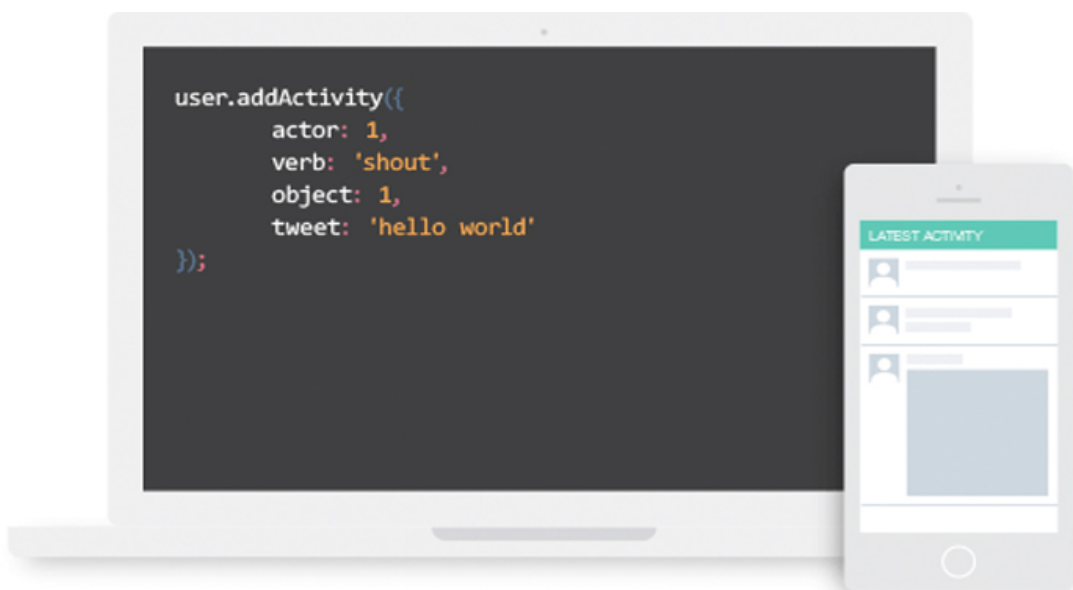 user.addActivity({
actor: 1,
verb: 'shout',
object: 1,
tweet: 'hello world'
});
LATEST ACTIVITY